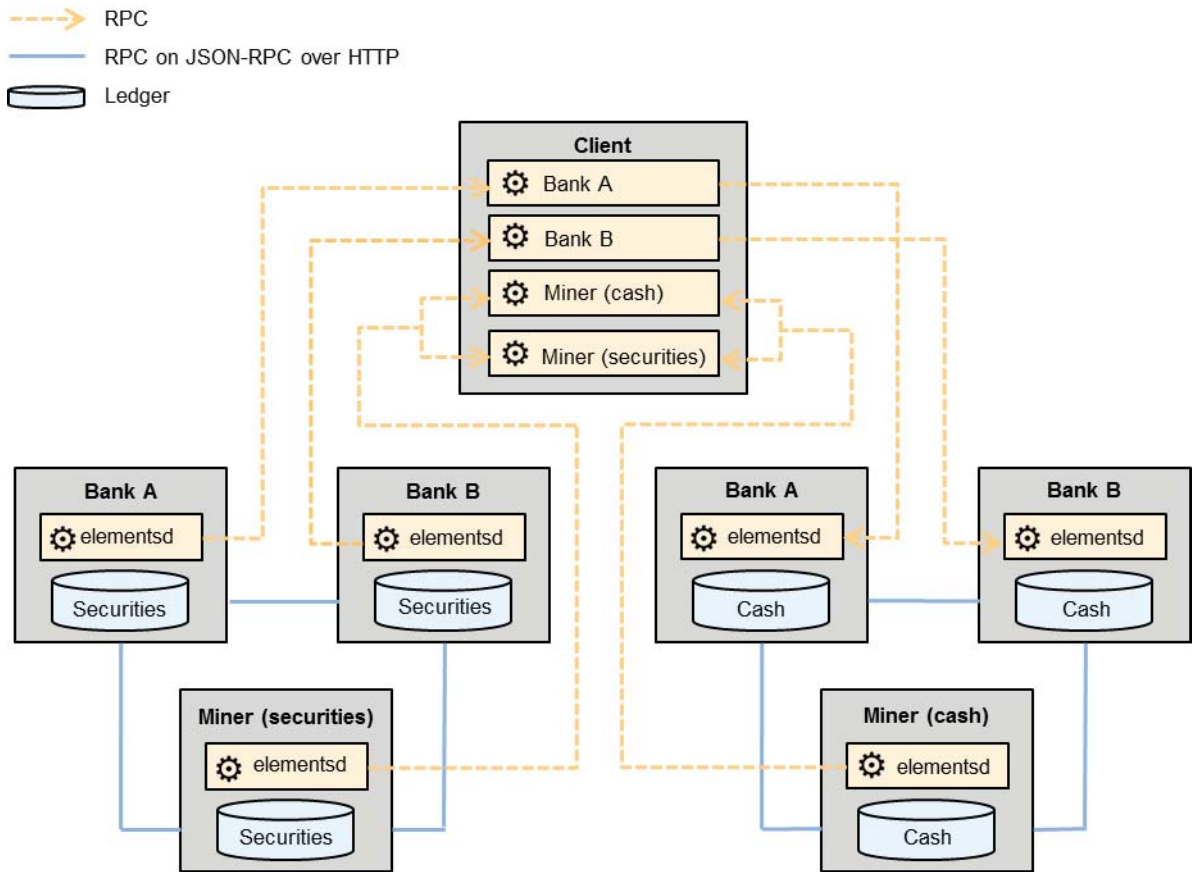 RPC
RPC on JSON-RPC over HTTP
Ledger
Client
Bank A
Bank B
Miner (cash)
Miner (securities)
Bank A
elementsd
Securities
Bank B
elementsd
Securities
Bank A
elementsd
Cash
Bank B
elementsd
Cash
Miner (securities)
elementsd
Securities
Miner (cash)
elementsd
Cash